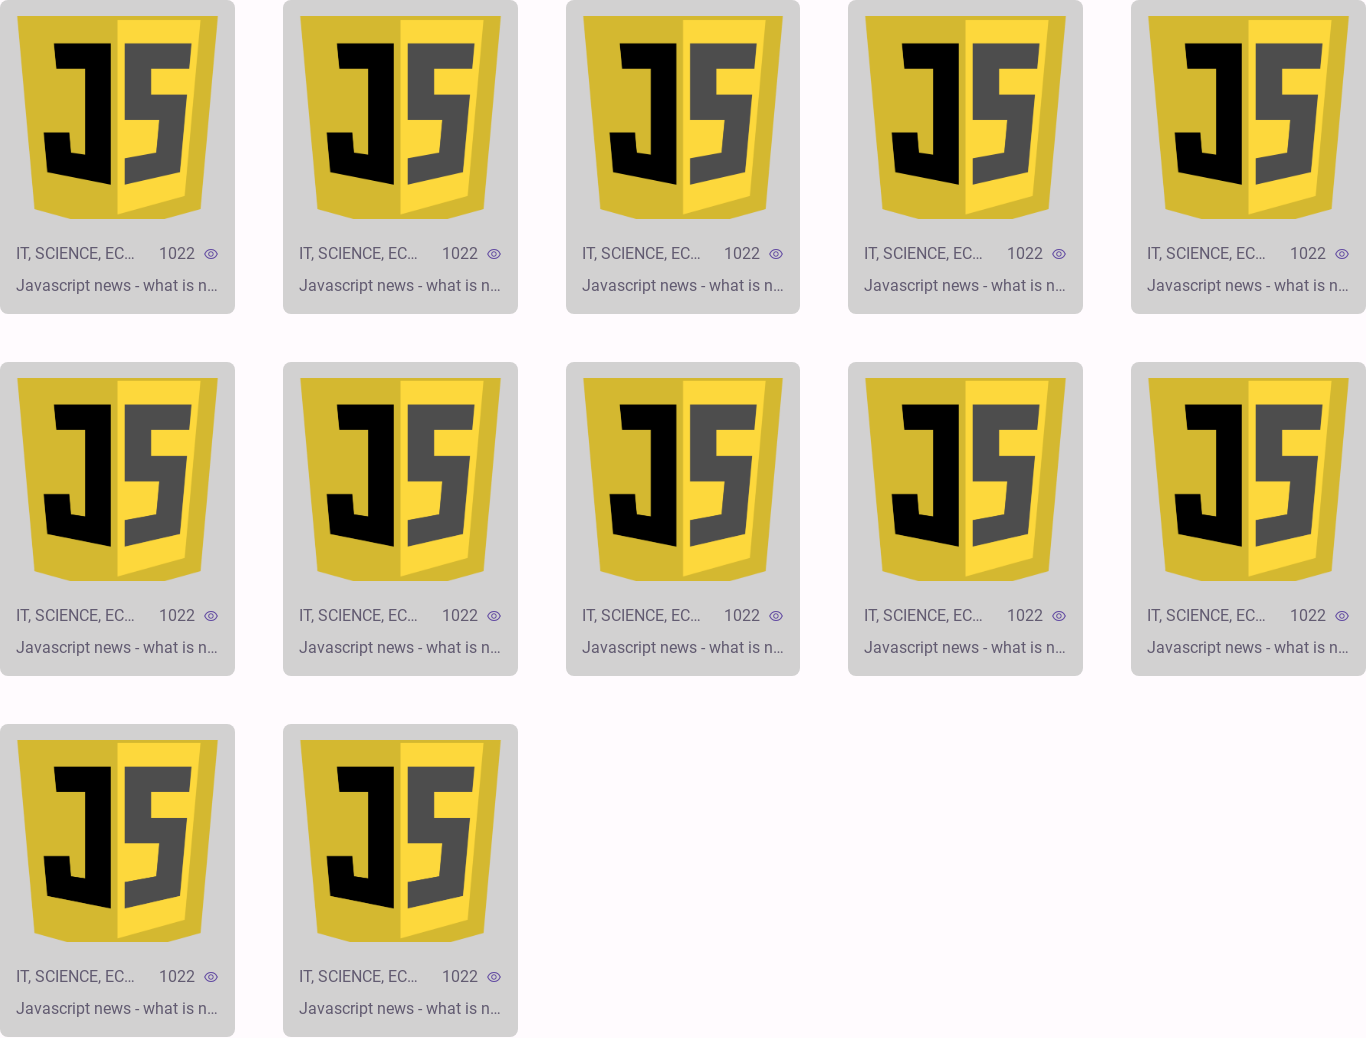 JS JS JS JS JS
IT, SCIENCE, EC... 1022 IT, SCIENCE, EC... 1022 IT, SCIENCE, EC... 1022 IT, SCIENCE, EC... 1022 IT, SCIENCE, EC... 1022
Javascript news - what is n... Javascript news - what is n... Javascript news - what is n... Javascript news - what is n... Javascript news - what is n...
JS JS JS JS JS
IT, SCIENCE, EC... 1022 IT, SCIENCE, EC... 1022 IT, SCIENCE, EC... 1022 IT, SCIENCE, EC... 1022 IT, SCIENCE, EC... 1022
Javascript news - what is n... Javascript news - what is n... Javascript news - what is n... Javascript news - what is n... Javascript news - what is n...
JS JS
IT, SCIENCE, EC... 1022 IT, SCIENCE, EC... 1022
Javascript news - what is n... Javascript news - what is n...